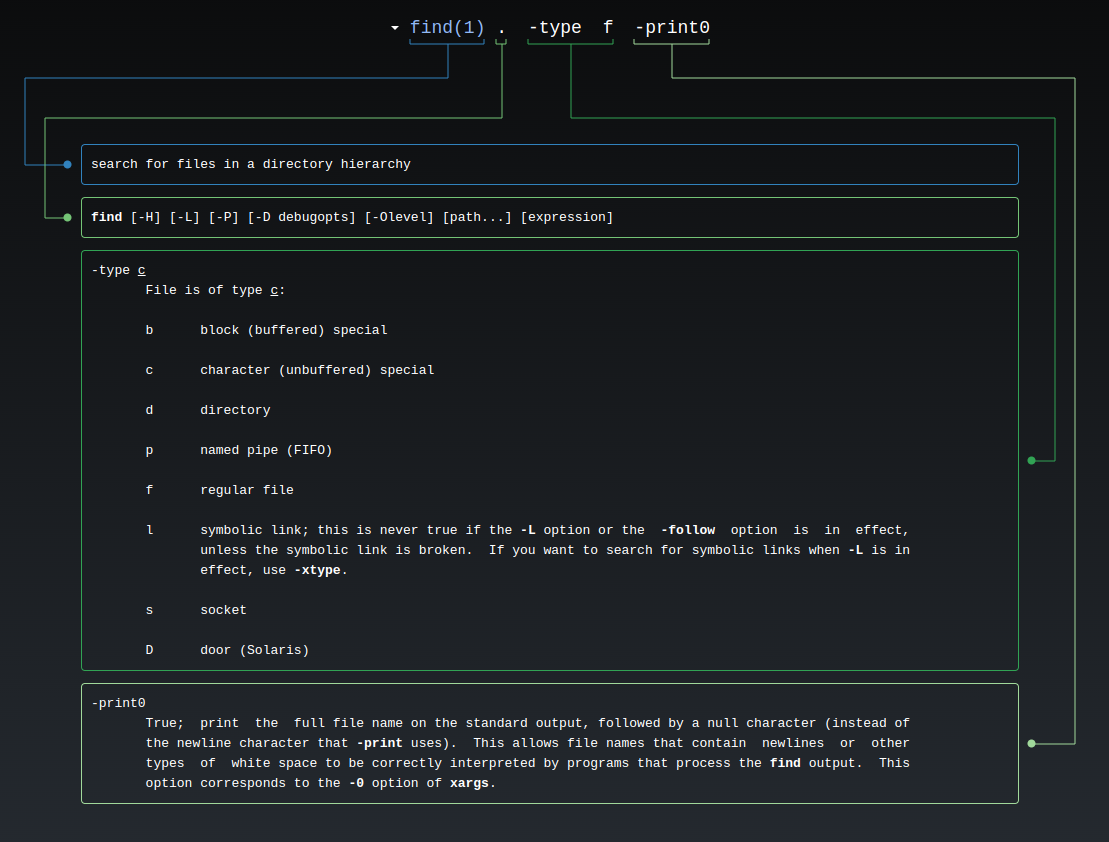 find(1) . -type f -print0
search for files in a directory hierarchy
find [-H] [-L] [-P] [-D debugopts] [-Olevel] [path...] [expression]
-type c
File is of type c:
b block (buffered) special
c character (unbuffered) special
d directory
p named pipe (FIFO)
f regular file
l symbolic link; this is never true if the -L option or the -follow option is in effect,
unless the symbolic link is broken. If you want to search for symbolic links when -L is in
effect, use -xtype.
s socket
D door (Solaris)
-print0
True; print the full file name on the standard output, followed by a null character (instead of
the newline character that -print uses). This allows file names that contain newlines or other
types of white space to be correctly interpreted by programs that process the find output. This
option corresponds to the -0 option of xargs.